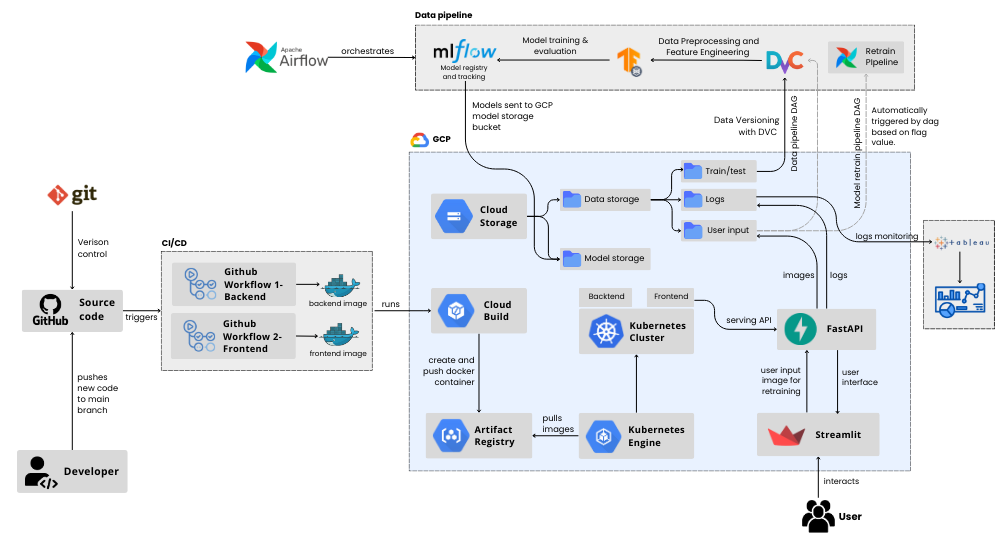 Data pipeline
Apache
Airflow
orchestrates
mlflow
Model registry
and tracking
Model training &
evaluation
Data Preprocessing and
Feature Engineering
DVC
Retrain
PIpeline
Models sent to GCP
model storage
bucket
Data Versioning
with DVC
Data pipeline DAG
Model retrain pipeline DAG
Automatically
triggered by dag
based on flag
value.
GCP
Cloud
Storage
Data storage
Model storage
Train/test
Logs
User input
logs monitoring
+ableau
images
logs
git
Verison
control
GitHub
Source
code
triggers
pushes
new code
to main
branch
Developer
CI/CD
Github
Workflow 1-
Backend
backend image
Github
Workflow 2-
Frontend
frontend image
runs
Cloud
Build
create and
push docker
container
Artifact
Registry
pulls
images
Backtend
Frontend
Kubernetes
Cluster
Kubernetes
Engine
serving API
FastAPI
user input
image for
retraining
user
interface
Streamlit
interacts
User